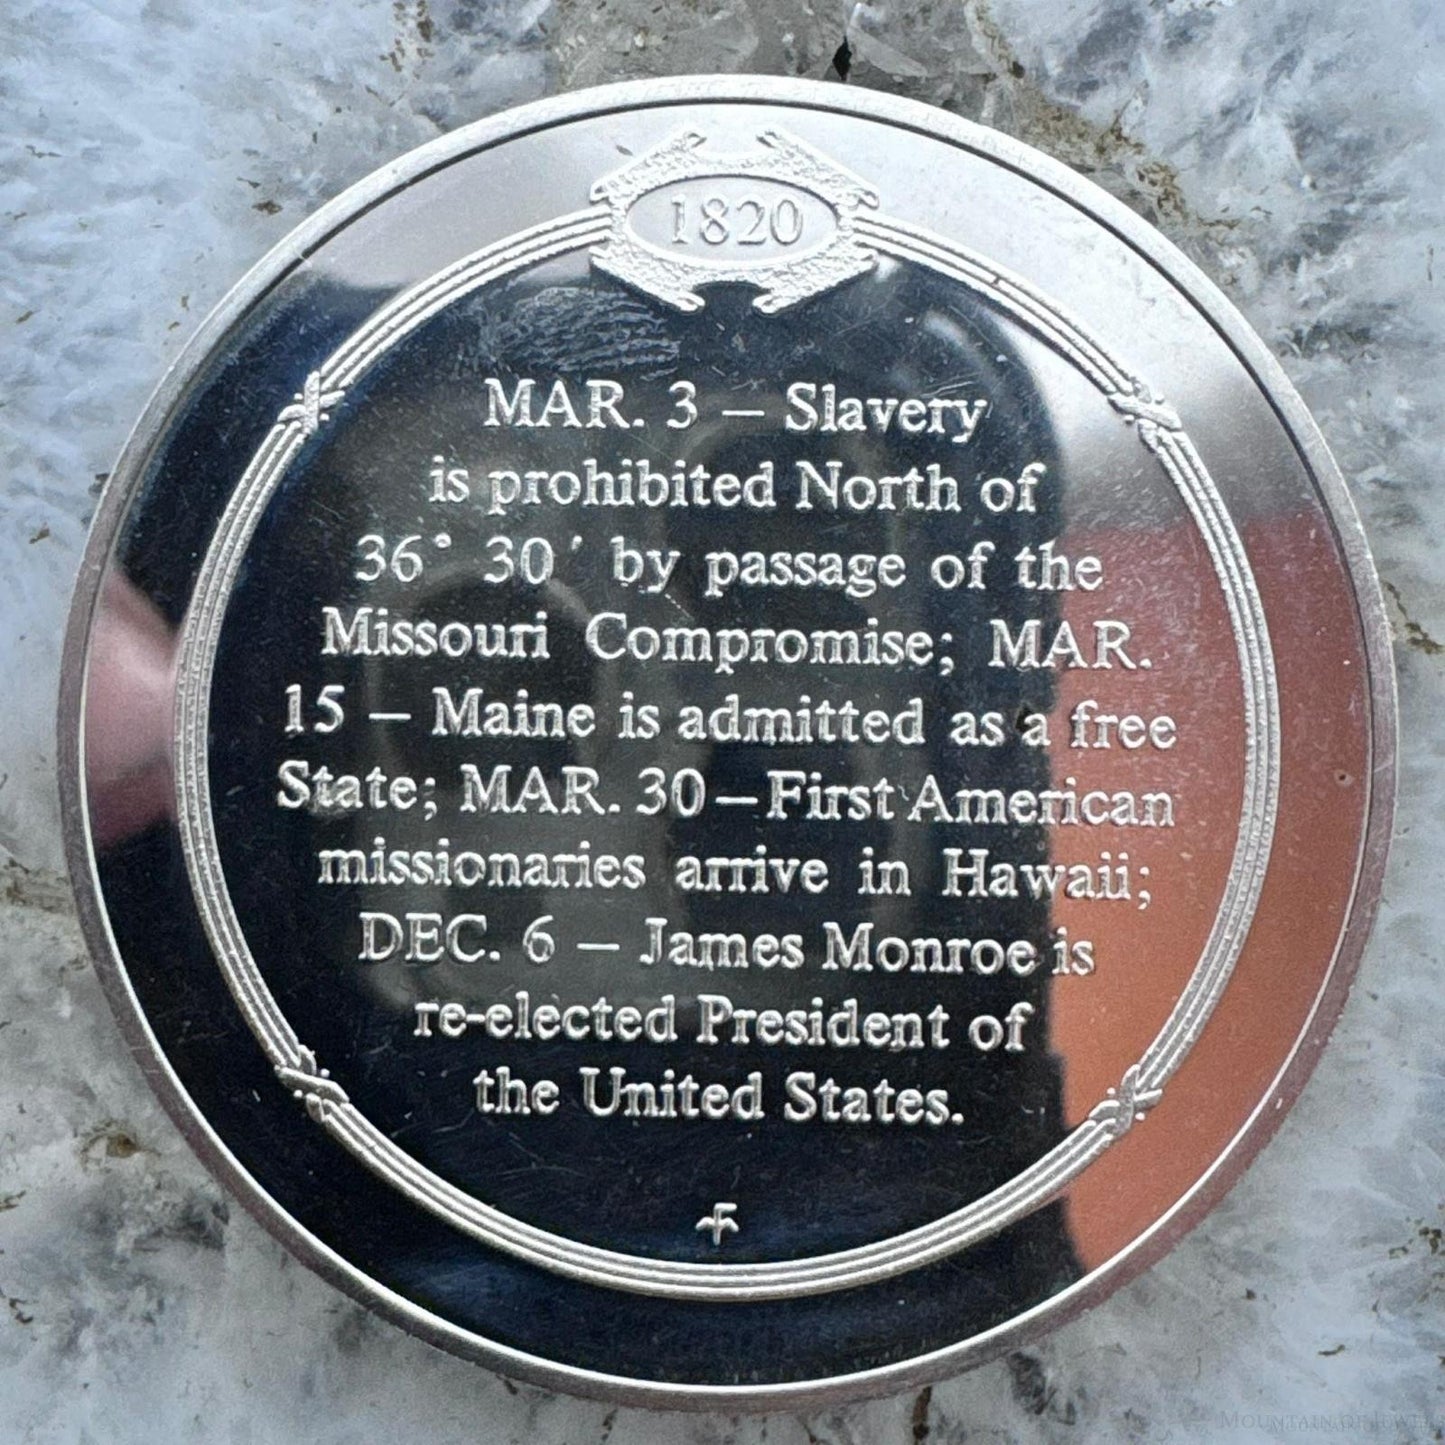 1820
MAR. 3 – Slavery
is prohibited North of
36° 30′ by passage of the
Missouri Compromise; MAR.
15 – Maine is admitted as a free
State; MAR. 30 – First American
missionaries arrive in Hawaii;
DEC. 6 – James Monroe is
re-elected President of
the United States.
F
MOUNTAIN OF